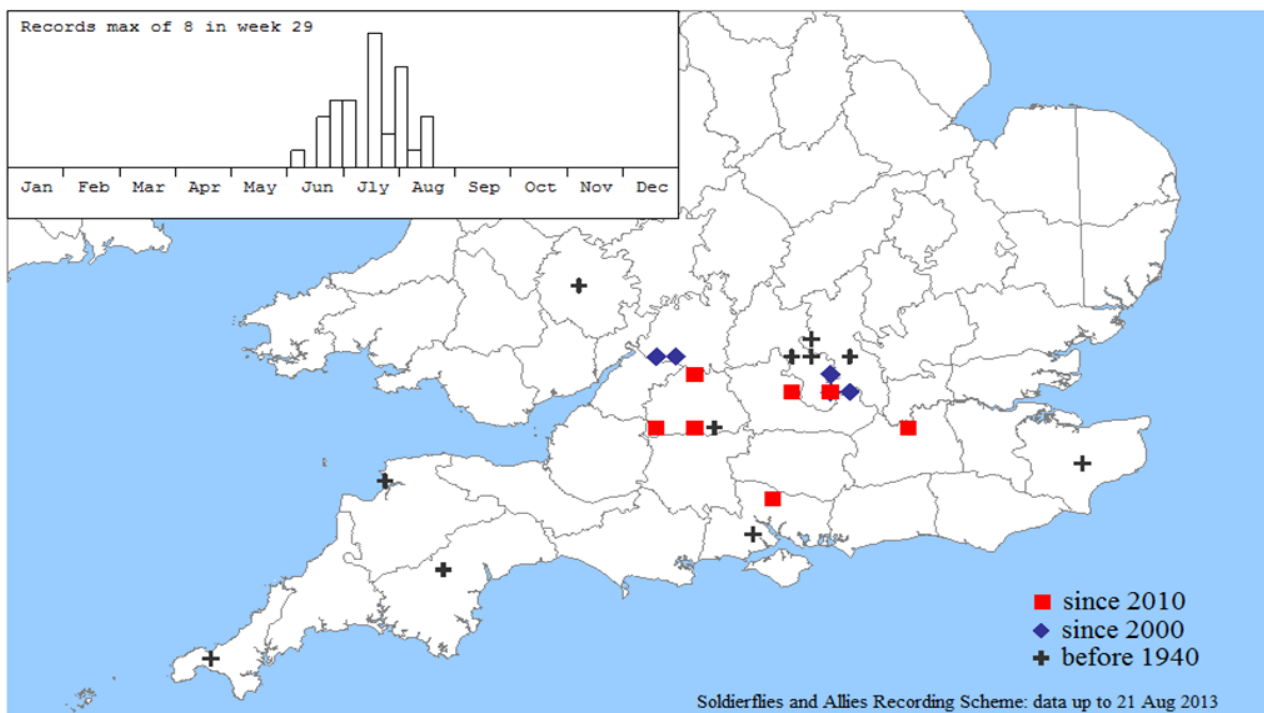 Records max of 8 in week 29
Jan Feb Mar Apr May Jun Jly Aug Sep Oct Nov Dec
since 2010
since 2000
before 1940
Soldierflies and Allies Recording Scheme: data up to 21 Aug 2013